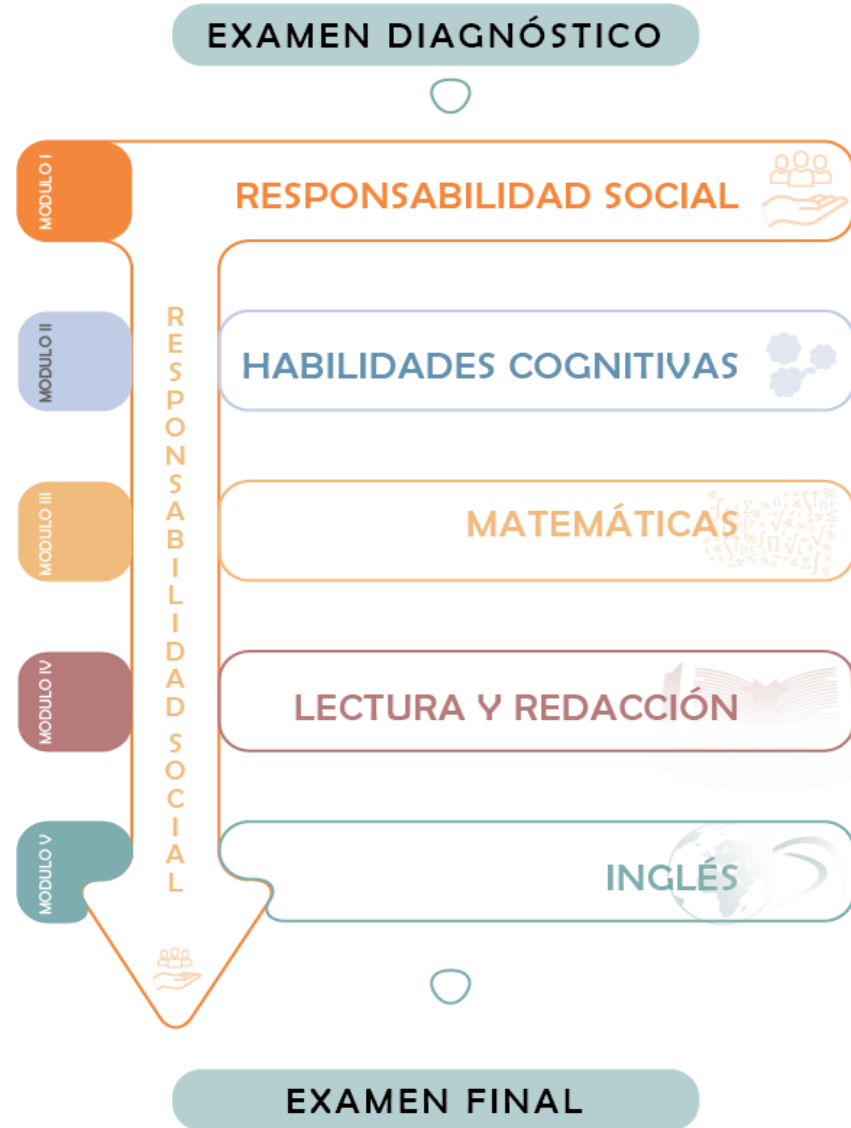 EXAMEN DIAGNÓSTICO
MODULO I
RESPONSABILIDAD SOCIAL
RESPONSABILIDAD SOCIAL
MODULO II
HABILIDADES COGNITIVAS
MODULO III
MATEMÁTICAS
MODULO IV
LECTURA Y REDACCIÓN
MODULO V
INGLÉS
EXAMEN FINAL